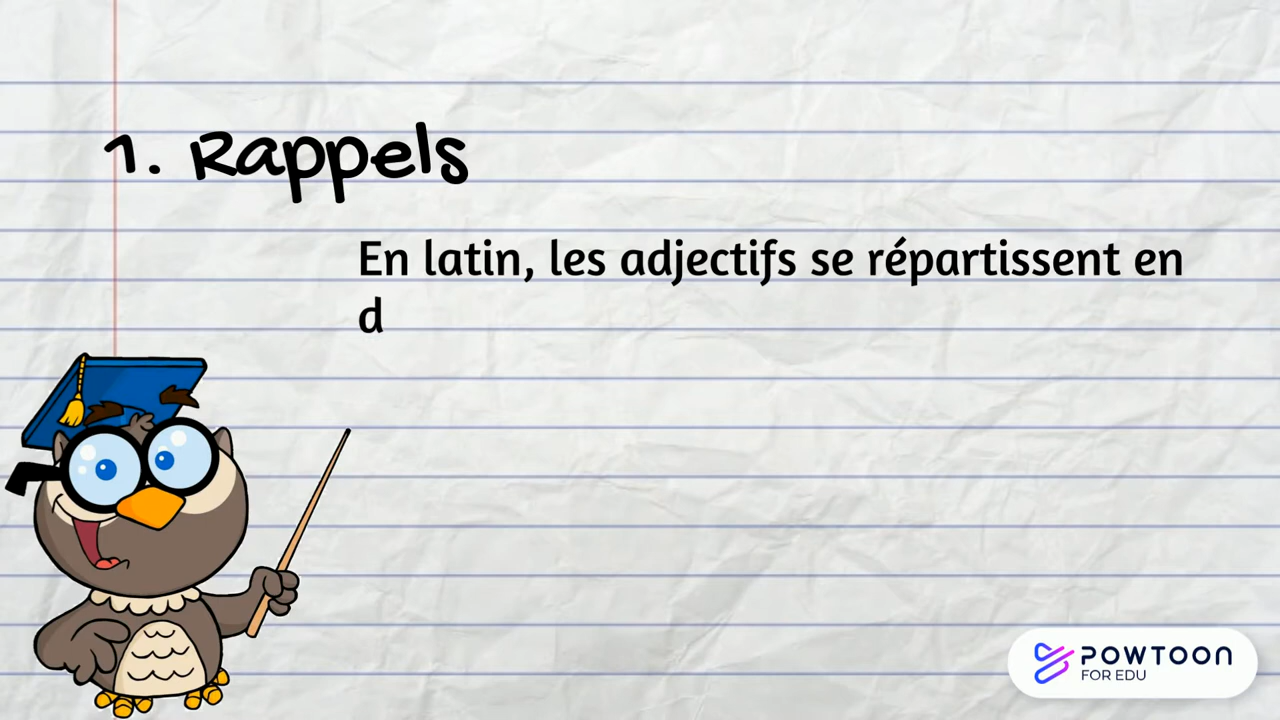 1. Rappels
En latin, les adjectifs se répartissent en
d
POWTOON
FOR EDU